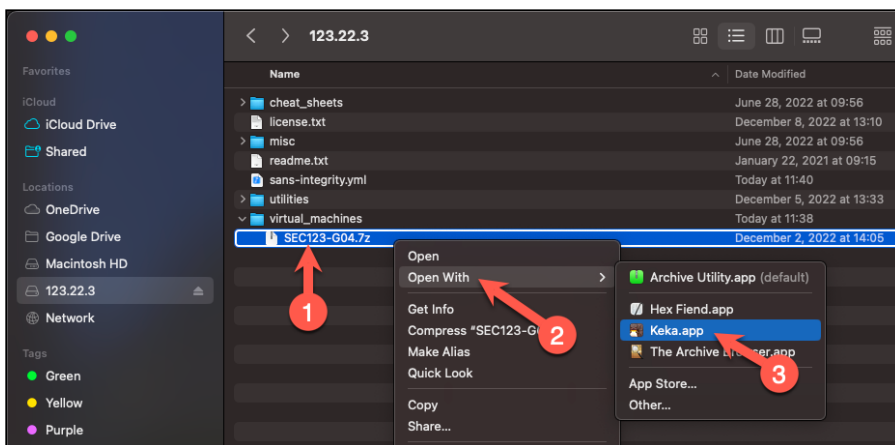 123.22.3
Favorites
iCloud
iCloud Drive
Shared
Locations
OneDrive
Google Drive
Macintosh HD
123.22.3
Network
Tags
Green
Yellow
Purple
Name
Date Modified
cheat_sheets
June 28, 2022 at 09:56
license.txt
December 8, 2022 at 13:10
misc
June 28, 2022 at 09:56
readme.txt
January 22, 2021 at 09:15
sans-integrity.yml
Today at 11:40
utilities
December 5, 2022 at 13:33
virtual_machines
Today at 11:38
SEC123-G04.7z
December 2, 2022 at 14:05
1
Open
Open With
2
Get Info
Compress "SEC123-G
Make Alias
Quick Look
Copy
Share...
Archive Utility.app (default)
Hex Fiend.app
Keka.app
The Archive ser.app
3
App Store...
Other...